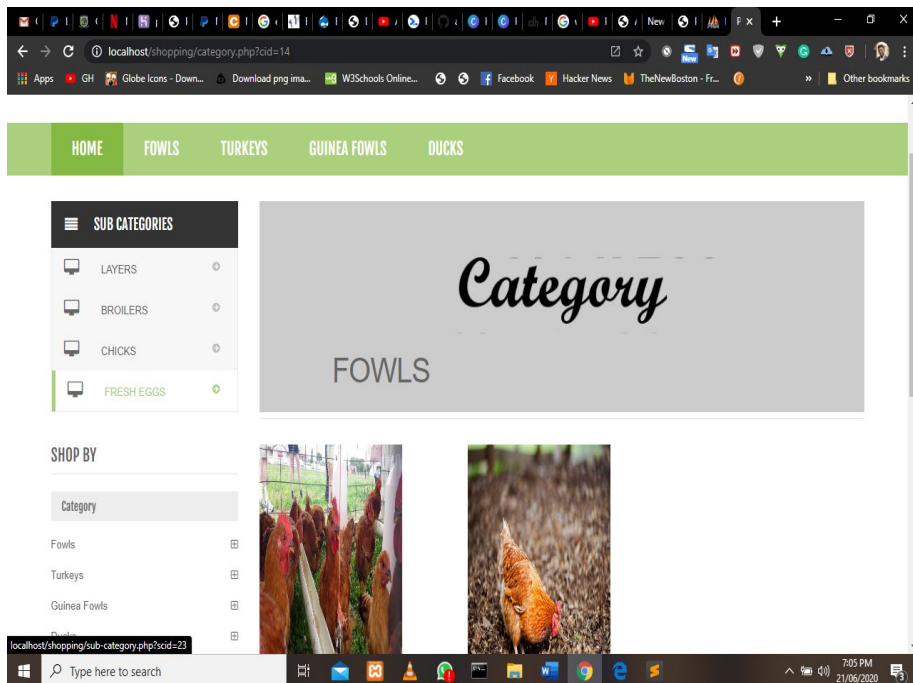 localhost/shopping/category.php?cid=14
New
Apps GH Globe Icons - Down... Download png ima... W3Schools Online... Facebook Hacker News TheNewBoston - Fr... » Other bookmarks
HOME FOWLS TURKEYS GUINEA FOWLS DUCKS
SUB CATEGORIES
LAYERS
BROILERS
CHICKS
FRESH EGGS
Category
FOWLS
SHOP BY
Category
Fowls
Turkeys
Guinea Fowls
Ducks
localhost/shopping/sub-category.php?scid=23
Type here to search
7:05 PM
21/06/2020